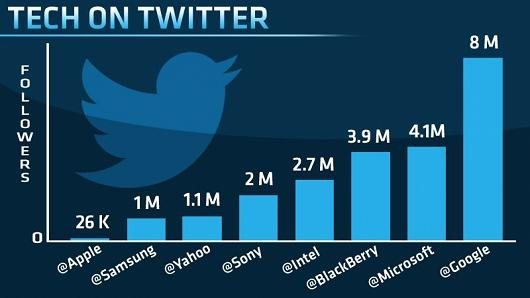 TECH ON TWITTER
FOLLOWERS
8 M
4.1M
3.9 M
2.7 M
2 M
1.1 M
1 M
26 K
0
@Apple
@Samsung
@Yahoo
@Sony
@Intel
@BlackBerry
@Microsoft
@Google